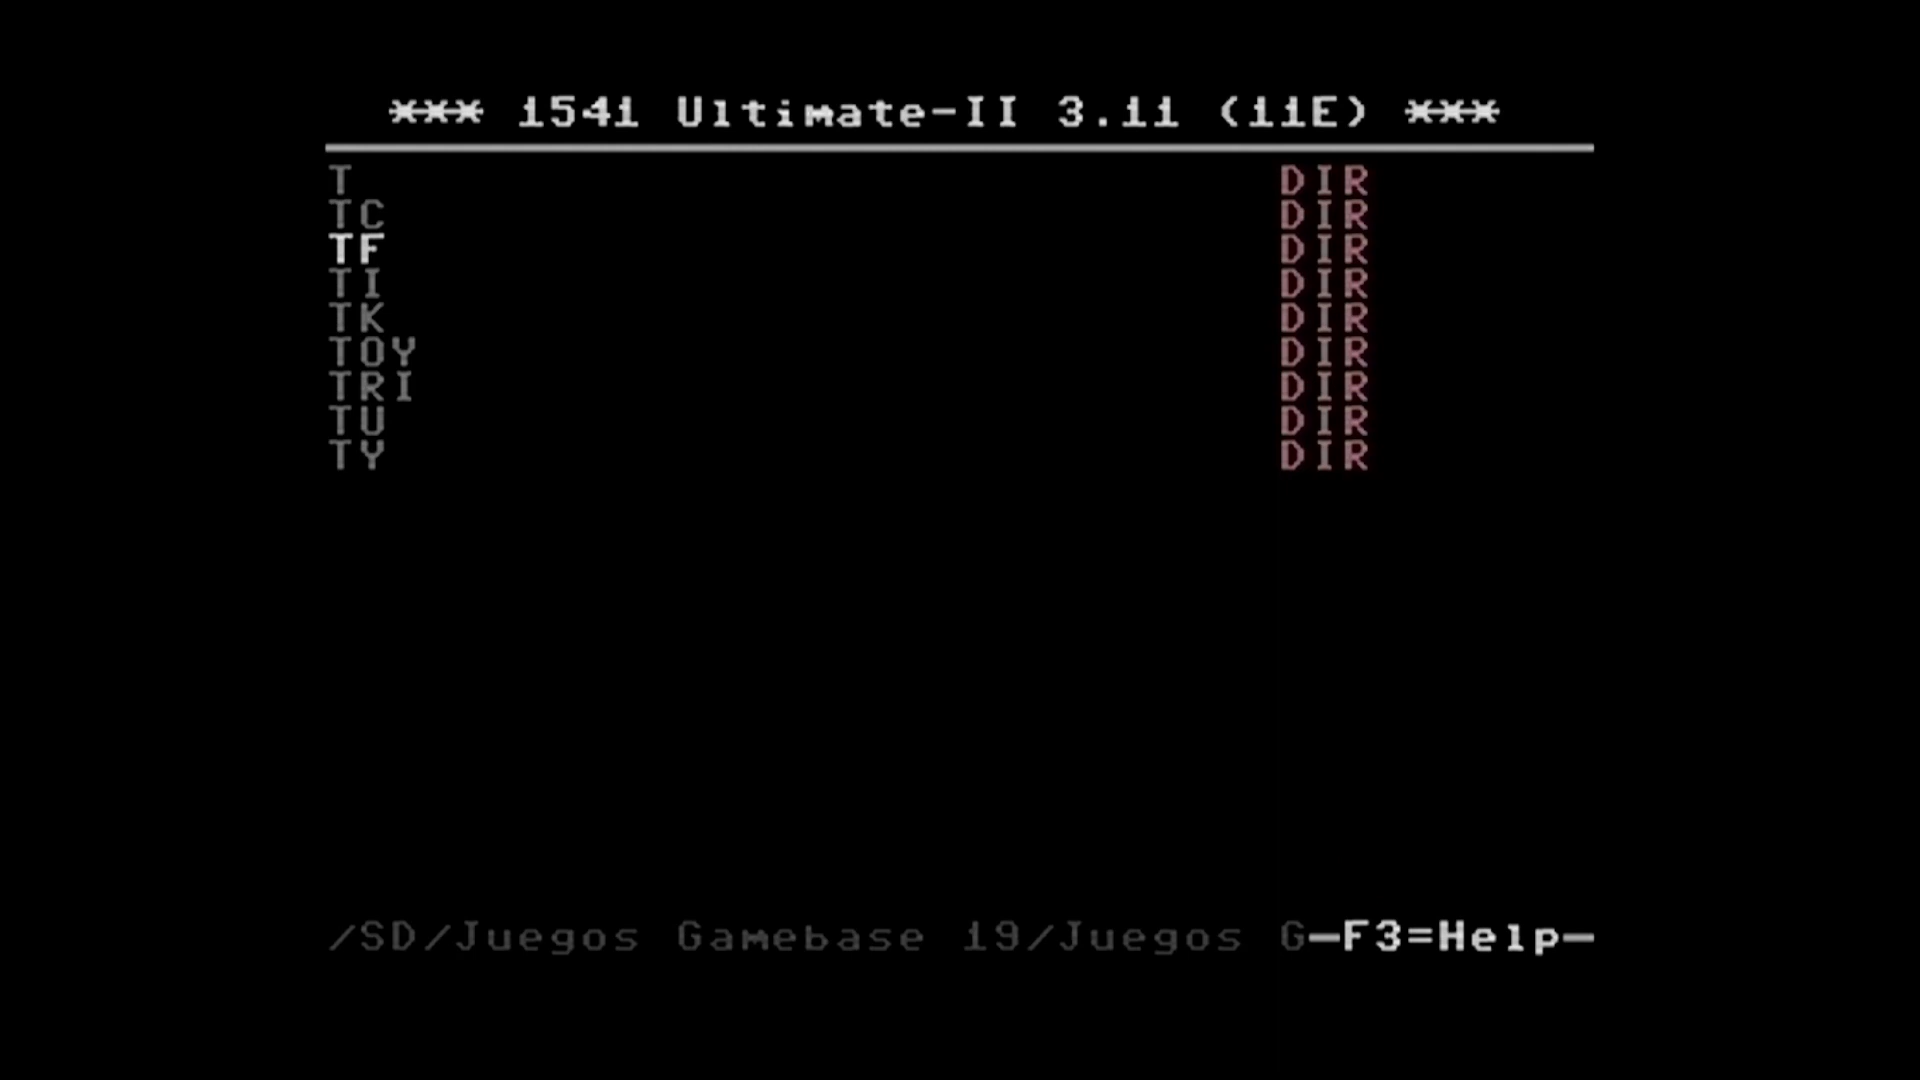 *** 1541 Ultimate-II 3.11 (11E) ***
T DIR
TC DIR
TF DIR
TI DIR
TK DIR
TOY DIR
TRI DIR
TU DIR
TY DIR
/SD/Juegos Gamebase 19/Juegos G-F3=Help-